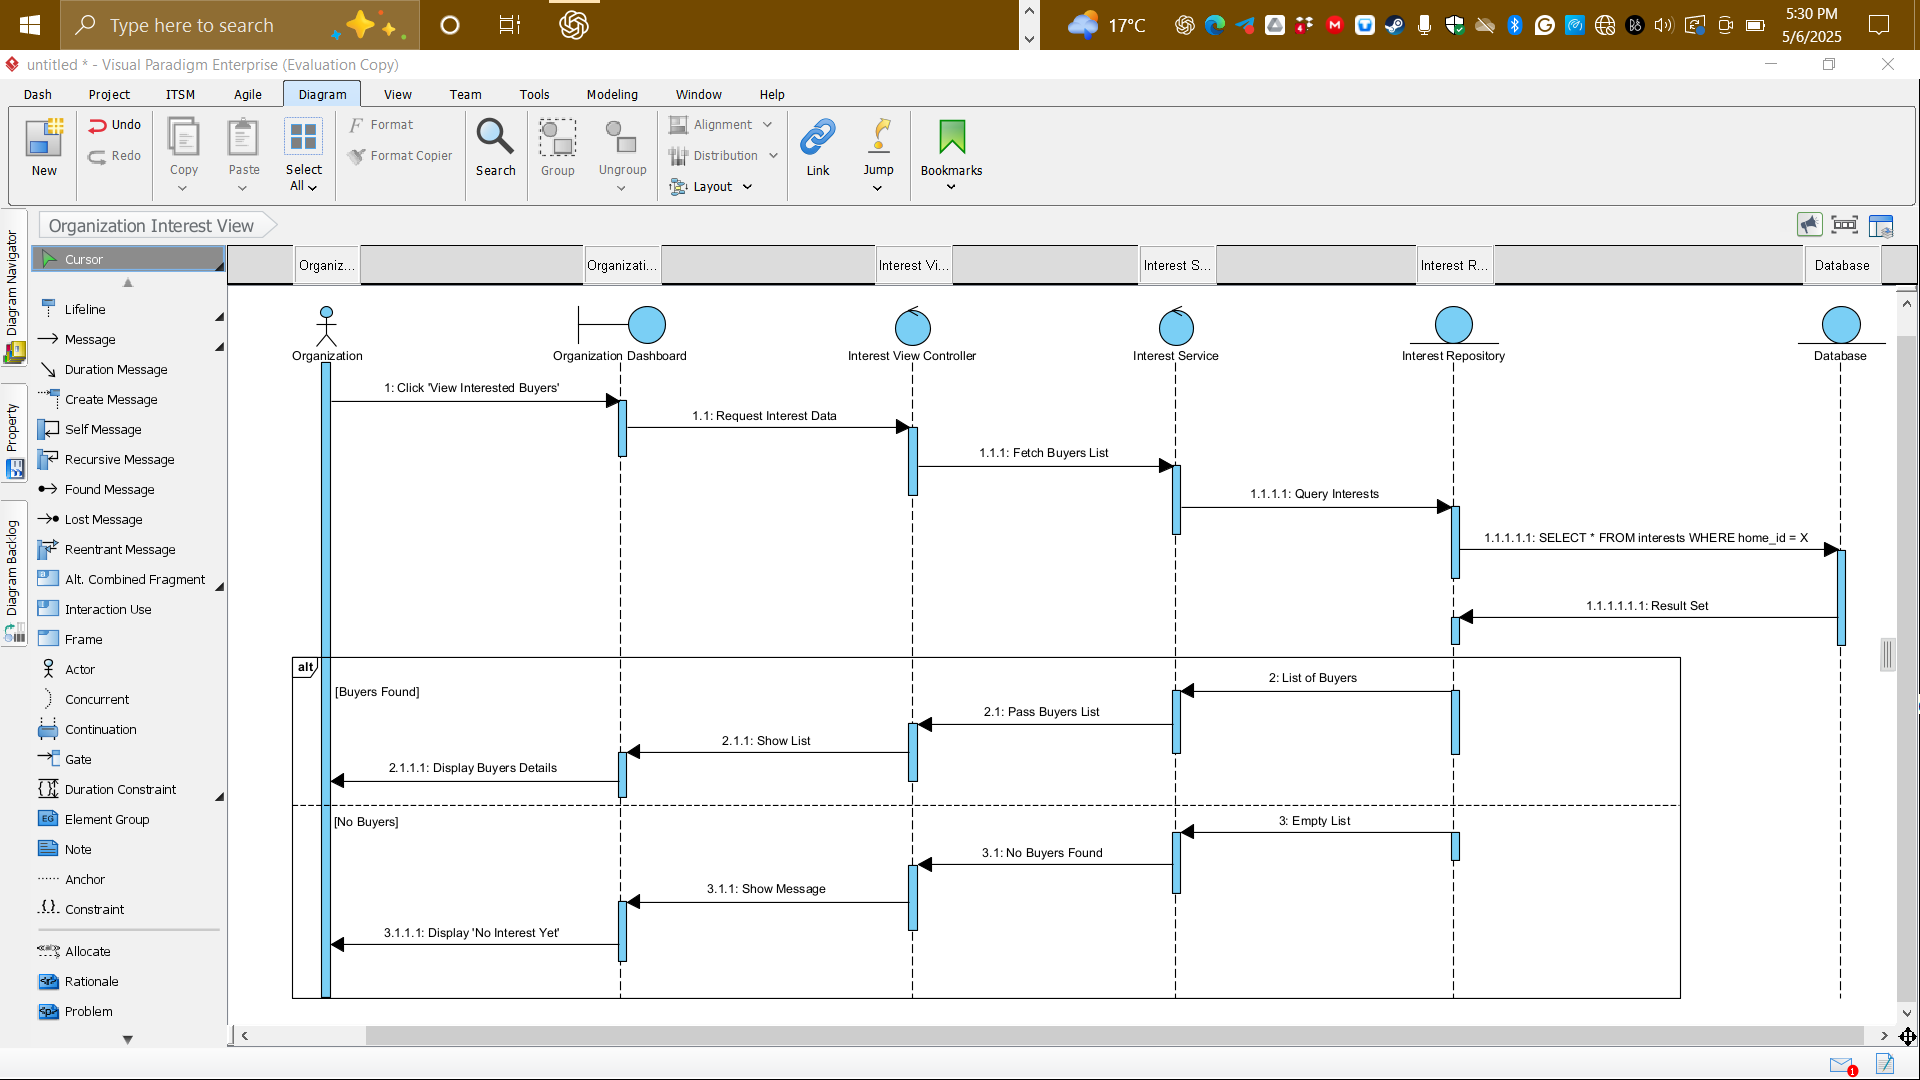 Type here to search
17°C
5:30 PM
5/6/2025
untitled * - Visual Paradigm Enterprise (Evaluation Copy)
Dash
Project
ITSM
Agile
Diagram
View
Team
Tools
Modeling
Window
Help
New
Undo
Redo
Copy
Paste
Select
All
Format
Format Copier
Search
Group
Ungroup
Alignment
Distribution
Layout
Link
Jump
Bookmarks
Organization Interest View
Diagram Navigator
Property
Diagram Backlog
Cursor
Lifeline
Message
Duration Message
Create Message
Self Message
Recursive Message
Found Message
Lost Message
Reentrant Message
Alt. Combined Fragment
Interaction Use
Frame
Actor
Concurrent
Continuation
Gate
Duration Constraint
Element Group
Note
Anchor
Constraint
Allocate
Rationale
Problem
Organiz...
Organizati...
Interest Vi...
Interest S...
Interest R...
Database
Organization
Organization Dashboard
Interest View Controller
Interest Service
Interest Repository
Database
1: Click 'View Interested Buyers'
1.1: Request Interest Data
1.1.1: Fetch Buyers List
1.1.1.1: Query Interests
1.1.1.1.1: SELECT * FROM interests WHERE home_id = X
1.1.1.1.1.1: Result Set
alt
[Buyers Found]
2: List of Buyers
2.1: Pass Buyers List
2.1.1: Show List
2.1.1.1: Display Buyers Details
[No Buyers]
3: Empty List
3.1: No Buyers Found
3.1.1: Show Message
3.1.1.1: Display 'No Interest Yet'
1